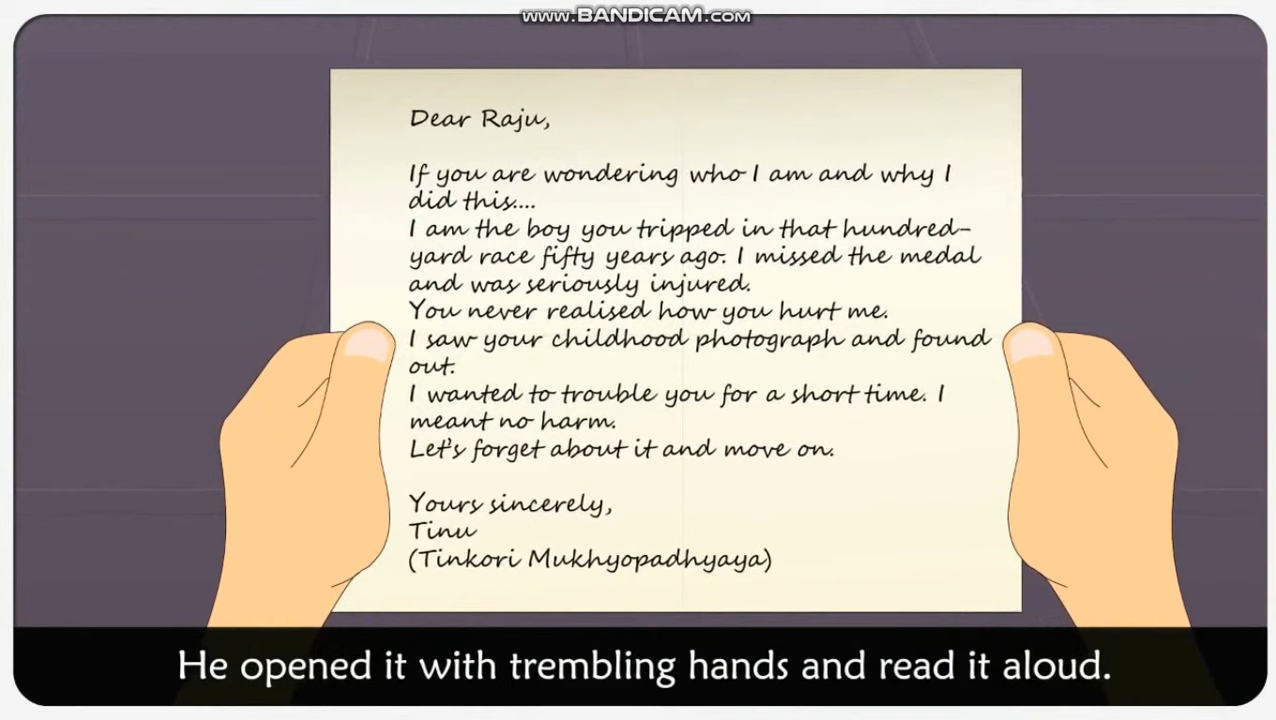 www.BANDICAM.com
Dear Raju,
If you are wondering who I am and why I
did this....
I am the boy you tripped in that hundred-
yard race fifty years ago. I missed the medal
and was seriously injured.
You never realised how you hurt me.
I saw your childhood photograph and found
out.
I wanted to trouble you for a short time. I
meant no harm.
Let's forget about it and move on.
Yours sincerely,
Tinu
(Tinkori Mukhyopadhyaya)
He opened it with trembling hands and read it aloud.